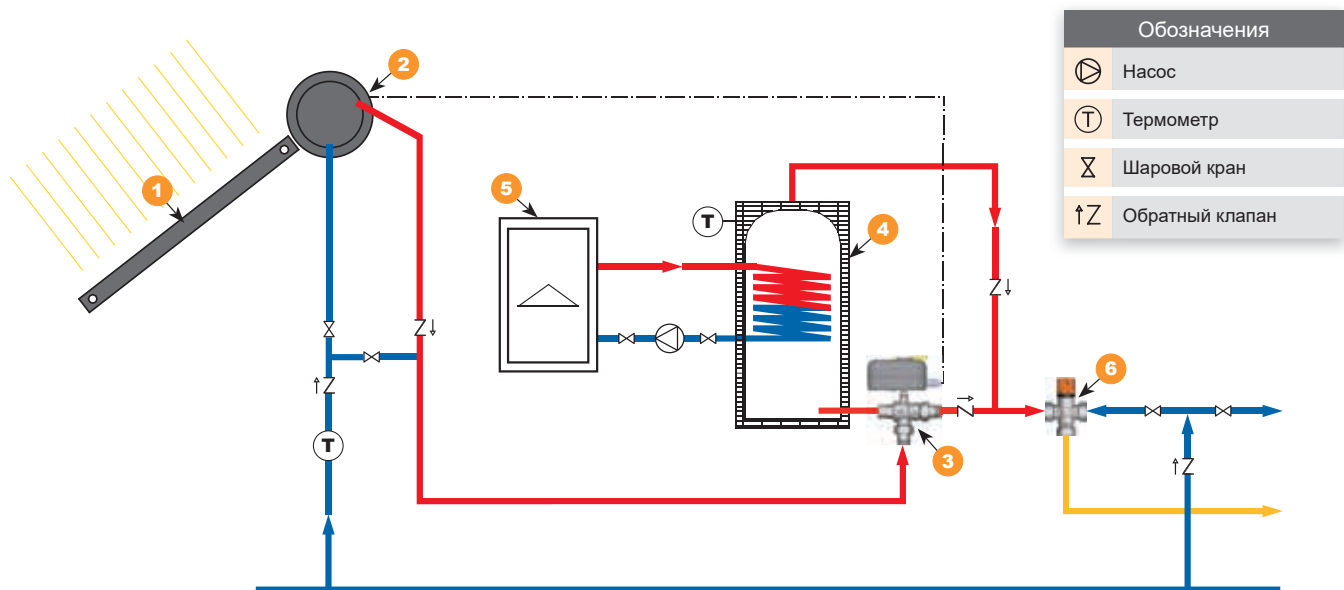 Обозначения
Насос
T
Термометр
Шаровой кран
Обратный клапан
2
1
5
T
4
6
3
T